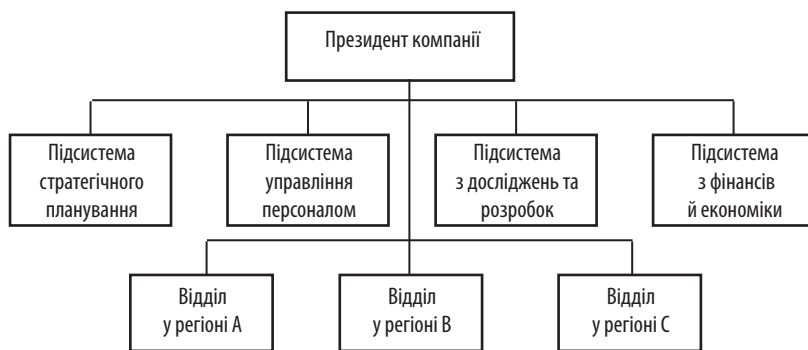 Президент компанії
Підсистема
стратегічного
планування
Підсистема
управління
персоналом
Підсистема
з досліджень та
розробок
Підсистема
з фінансів
й економіки
Відділ
у регіоні А
Відділ
у регіоні В
Відділ
у регіоні С